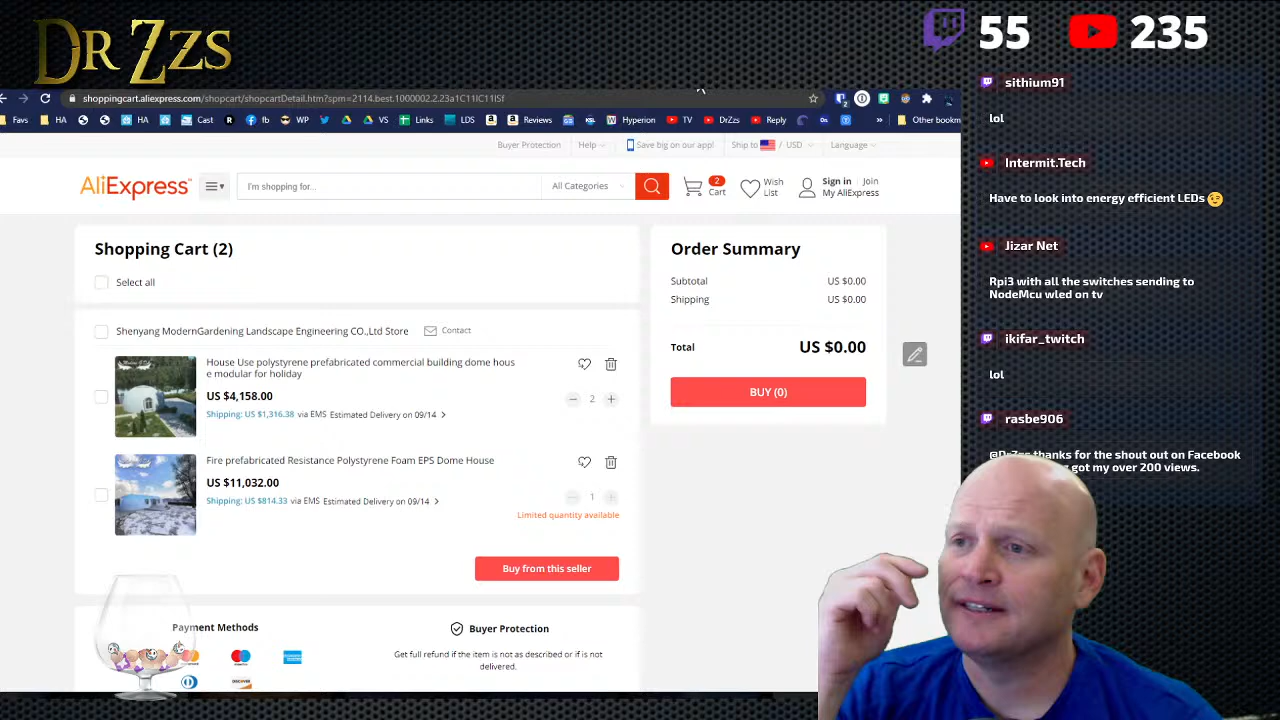 DR ZZS
55
235
shoppingcart.aliexpress.com/shopcart/shopcartDetail.htm?spm=2114.best.1000002.2.23a1C11IC11ISf
Favs
HA
HA
Cast
R
fb
WP
VS
Links
LDS
Reviews
Hyperion
TV
DrZzs
Reply
»
Other bookm
Buyer Protection
Help
Save big on our app!
Ship to
/ USD
Language
AliExpress
I'm shopping for...
All Categories
2
Cart
Wish
List
Sign in
Join
My AliExpress
Shopping Cart (2)
Select all
Shenyang ModernGardening Landscape Engineering CO.,Ltd Store
Contact
House Use polystyrene prefabricated commercial building dome hous
e modular for holiday
US $4,158.00
2
Shipping: US $1,316.38 via EMS Estimated Delivery on 09/14
Fire prefabricated Resistance Polystyrene Foam EPS Dome House
US $11,032.00
1
Shipping: US $814.33 via EMS Estimated Delivery on 09/14
Limited quantity available
Buy from this seller
Payment Methods
Buyer Protection
Get full refund if the item is not as described or if is not
delivered.
Order Summary
Subtotal
US $0.00
Shipping
US $0.00
Total
US $0.00
BUY (0)
sithium91
lol
Intermit.Tech
Have to look into energy efficient LEDs
Jizar Net
Rpi3 with all the switches sending to
NodeMcu wled on tv
ikifar_twitch
lol
rasbe906
thanks for the shout out on Facebook
got my over 200 views.